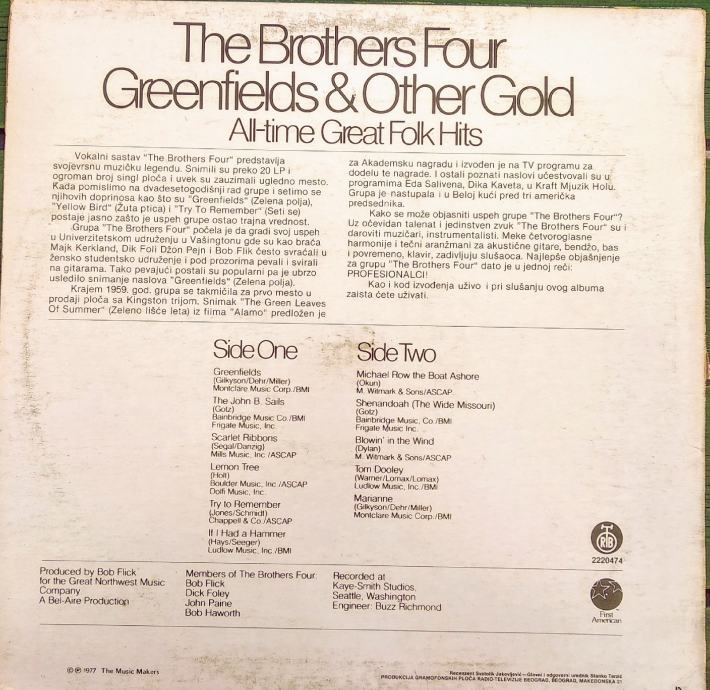 The Brothers Four
Greenfields & Other Gold
All-time Great Folk Hits
Vokalni sastav "The Brothers Four" predstavlja
svojevrsnu muzičku legendu. Snimili su preko 20 LP i
ogroman broj singl ploča i uvek su zauzimali ugledno mesto.
Kada pomislimo na dvadesetogodišnji rad grupe i setimo se
njihovih doprinosa kao što su "Greenfields" (Zelena polja),
"Yellow Bird" (Žuta ptica) i "Try To Remember" (Seti se)
postaje jasno zašto je uspeh grupe ostao trajna vrednost.
Grupa "The Brothers Four" počela je da gradi svoj uspeh
u Univerzitetskom udruženju u Vašingtonu gde su kao braća
Majk Kerkland, Dik Foli Džon Pejn i Bob Flik često svraćali u
žensko studentsko udruženje i pod prozorima pevali i svirali
na gitarama. Tako pevajući postali su popularni pa je ubrzo
usledilo snimanje naslova "Greenfields" (Zelena polja).
Krajem 1959. god. grupa se takmičila za prvo mesto u
prodaji ploča sa Kingston trijom. Snimak "The Green Leaves
Of Summer" (Zeleno lišće leta) iz filma "Alamo" predložen je
za Akademsku nagradu i izvođen je na TV programu za
dodelu te nagrade. I ostali poznati naslovi učestvovali su u
programima Eda Salivena, Dika Kaveta, u Kraft Mjuzik Holu.
Grupa je nastupala i u Beloj kući pred tri američka
predsednika.
Kako se može objasniti uspeh grupe "The Brothers Four"?
Uz očevidan talenat i jedinstven zvuk "The Brothers Four" su i
daroviti muzičari, instrumentalisti. Meke četvoroglasne
harmonije i tečni aranžmani za akustične gitare, bendžo, bas
i povremeno, klavir, zadivljuju slušaoca. Najlepše objašnjenje
za grupu "The Brothers Four" dato je u jednoj reči:
PROFESIONALCI!
Kao i kod izvođenja uživo i pri slušanju ovog albuma
zaista ćete uživati.
Side One
Greenfields
(Gilkyson/Dehr/Miller)
Montclare Music Corp./BMI
The John B. Sails
(Gotz)
Bainbridge Music Co./BMI
Frigate Music, Inc.
Scarlet Ribbons
(Segal/Danzig)
Mills Music, Inc./ASCAP
Lemon Tree
(Holt)
Boulder Music, Inc./ASCAP
Dolfi Music, Inc.
Try to Remember
(Jones/Schmidt)
Chappell & Co./ASCAP
If I Had a Hammer
(Hays/Seeger)
Ludlow Music, Inc./BMI
Side Two
Michael Row the Boat Ashore
(Okun)
M. Witmark & Sons/ASCAP
Shenandoah (The Wide Missouri)
(Gotz)
Bainbridge Music, Co./BMI
Frigate Music Inc.
Blowin' in the Wind
(Dylan)
M. Witmark & Sons/ASCAP
Tom Dooley
(Warner/Lomax/Lomax)
Ludlow Music, Inc./BMI
Marianne
(Gilkyson/Dehr/Miller)
Montclare Music Corp./BMI
RTB
2220474
Produced by Bob Flick
for the Great Northwest Music
Company
A Bel-Aire Production
Members of The Brothers Four:
Bob Flick
Dick Foley
John Paine
Bob Haworth
Recorded at
Kaye-Smith Studios,
Seattle, Washington
Engineer: Buzz Richmond
First
American
© ℗ 1977 The Music Makers
Recenzent Svetolik Jakovljević—Glavni i odgovorni urednik Stanko Terzić
PRODUKCIJA GRAMOFONSKIH PLOČA RADIO-TELEVIZIJE BEOGRAD, BEOGRAD, MAKEDONSKA 21